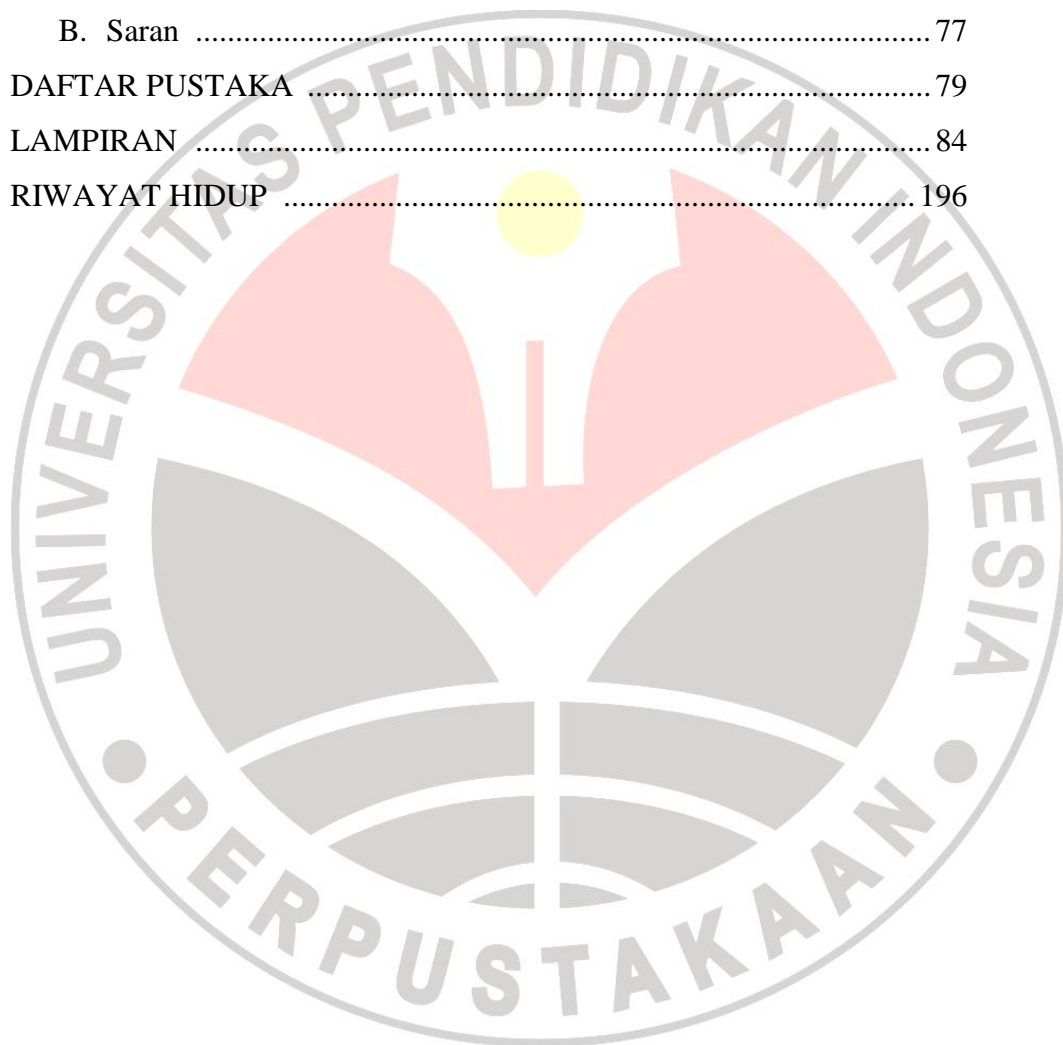 B. Saran ............................................................................................ 77
DAFTAR PUSTAKA .............................................................................. 79
LAMPIRAN ............................................................................................ 84
RIWAYAT HIDUP ............................................................................... 196
UNIVERSITAS PENDIDIKAN INDONESIA
PERPUSTAKAAN